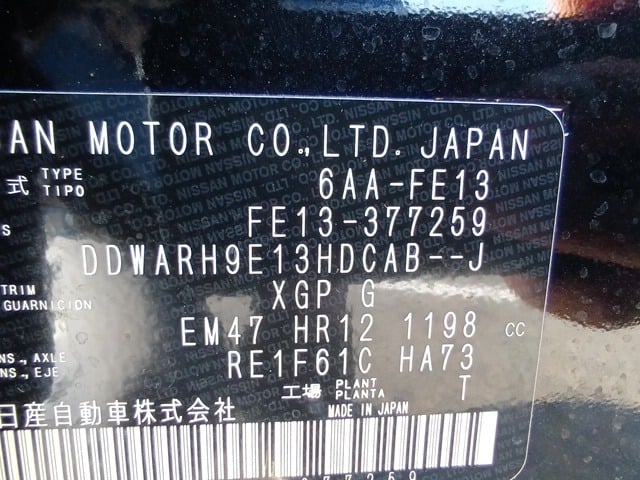 SAN MOTOR CO.,LTD. JAPAN
式 TYPE TIPO 6AA-FE13
S FE13-377259
DDWARH9E13HDCAB--J
TRIM GUARNICION XGP G
EM47 HR12 1198 CC
NS., AXLE NS., EJE RE1F61C HA73
工場 PLANT PLANTA T
日産自動車株式会社 MADE IN JAPAN